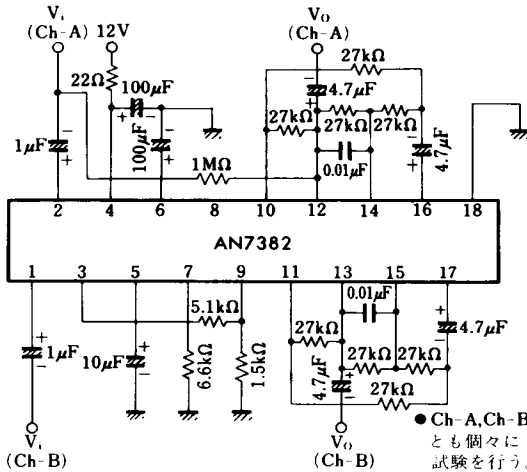 Vi
(Ch-A)
12V
VO
(Ch-A)
22Ω
100μF
27kΩ
4.7μF
27kΩ
27kΩ
27kΩ
1μF
100μF
1MΩ
0.01μF
4.7μF
2 4 6 8 10 12 14 16 18
AN7382
1 3 5 7 9 11 13 15 17
1μF
10μF
5.1kΩ
6.6kΩ
1.5kΩ
0.01μF
27kΩ
4.7μF
27kΩ
27kΩ
4.7μF
27kΩ
Vi
(Ch-B)
VO
(Ch-B)
●Ch-A,Ch-B
とも個々に
試験を行う。